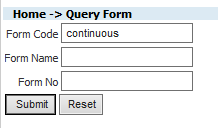 Home -> Query Form
Form Code continuous
Form Name
Form No
Submit Reset